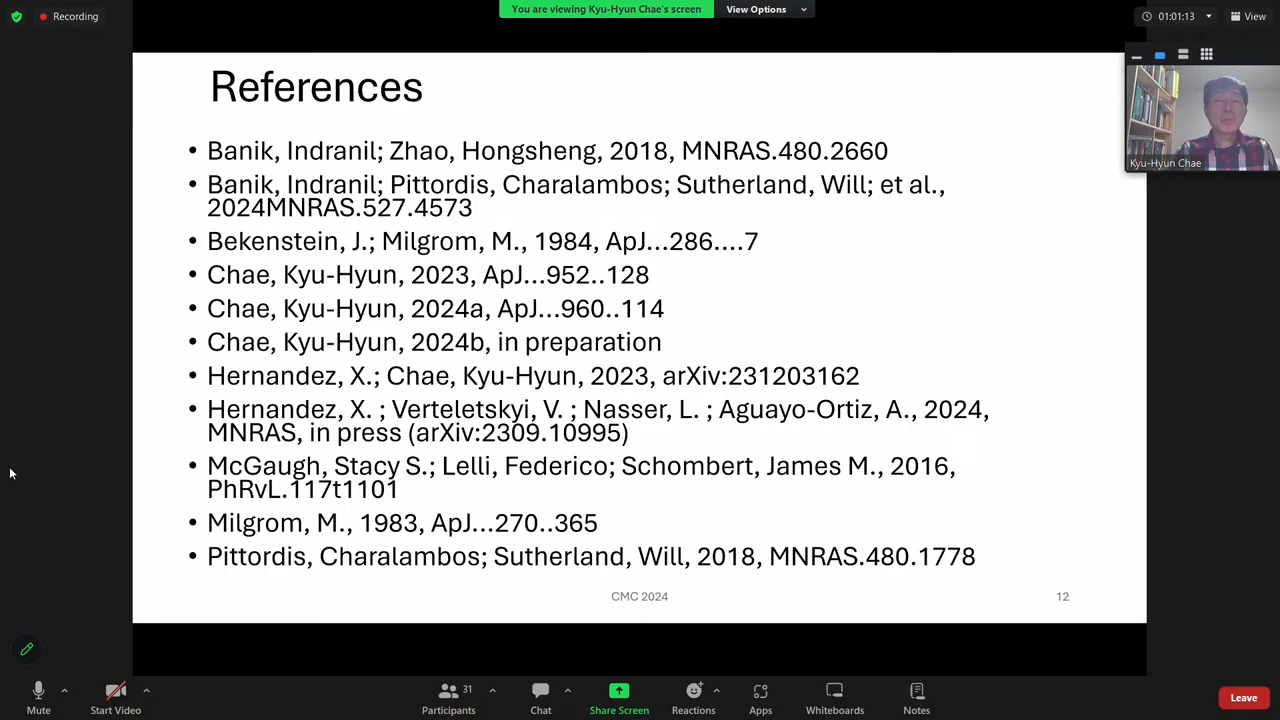 Recording
You are viewing Kyu-Hyun Chae's screen
View Options
01:01:13
View
References
• Banik, Indranil; Zhao, Hongsheng, 2018, MNRAS.480.2660
• Banik, Indranil; Pittordis, Charalambos; Sutherland, Will; et al.,
2024MNRAS.527.4573
• Bekenstein, J.; Milgrom, M., 1984, ApJ...286....7
• Chae, Kyu-Hyun, 2023, ApJ...952..128
• Chae, Kyu-Hyun, 2024a, ApJ...960..114
• Chae, Kyu-Hyun, 2024b, in preparation
• Hernandez, X.; Chae, Kyu-Hyun, 2023, arXiv:231203162
• Hernandez, X. ; Verteletskyi, V. ; Nasser, L. ; Aguayo-Ortiz, A., 2024,
MNRAS, in press (arXiv:2309.10995)
• McGaugh, Stacy S.; Lelli, Federico; Schombert, James M., 2016,
PhRvL.117t1101
• Milgrom, M., 1983, ApJ...270..365
• Pittordis, Charalambos; Sutherland, Will, 2018, MNRAS.480.1778
CMC 2024
12
Kyu-Hyun Chae
Mute
Start Video
31
Participants
Chat
Share Screen
Reactions
Apps
Whiteboards
Notes
Leave